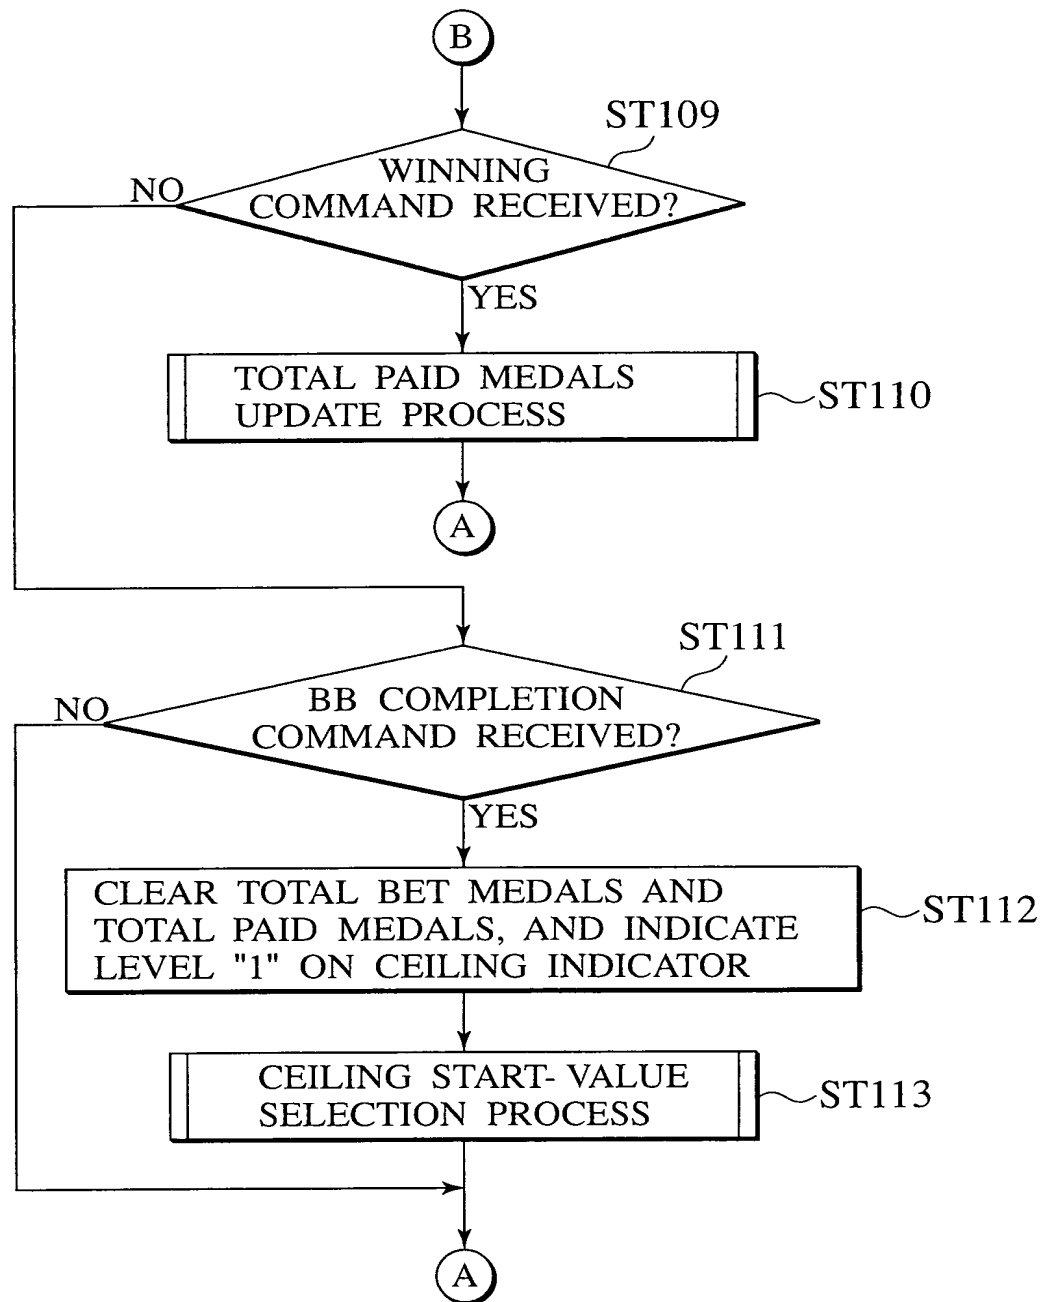 B
ST109
WINNING
COMMAND RECEIVED?
NO
YES
TOTAL PAID MEDALS
UPDATE PROCESS
ST110
A
ST111
BB COMPLETION
COMMAND RECEIVED?
NO
YES
CLEAR TOTAL BET MEDALS AND
TOTAL PAID MEDALS, AND INDICATE
LEVEL "1" ON CEILING INDICATOR
ST112
CEILING START- VALUE
SELECTION PROCESS
ST113
A